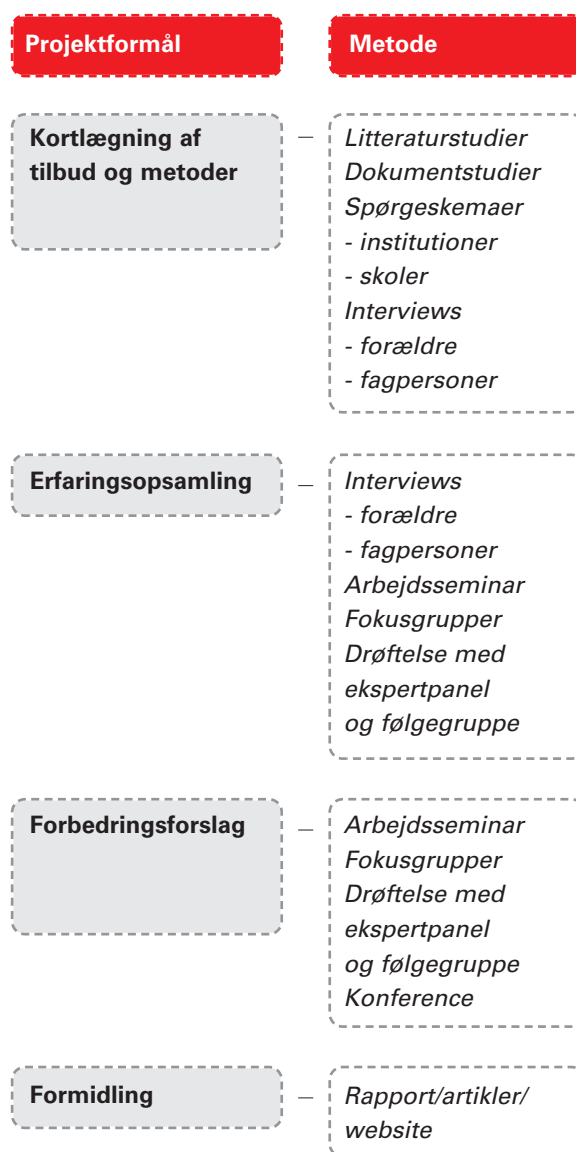 Projektformål
Metode
Kortlægning af
tilbud og metoder
–
Litteraturstudier
Dokumentstudier
Spørgeskemaer
- institutioner
- skoler
Interviews
- forældre
- fagpersoner
Erfaringsopsamling
–
Interviews
- forældre
- fagpersoner
Arbejdsseminar
Fokusgrupper
Drøftelse med
ekspertpanel
og følgegruppe
Forbedringsforslag
–
Arbejdsseminar
Fokusgrupper
Drøftelse med
ekspertpanel
og følgegruppe
Konference
Formidling
–
Rapport/artikler/
website